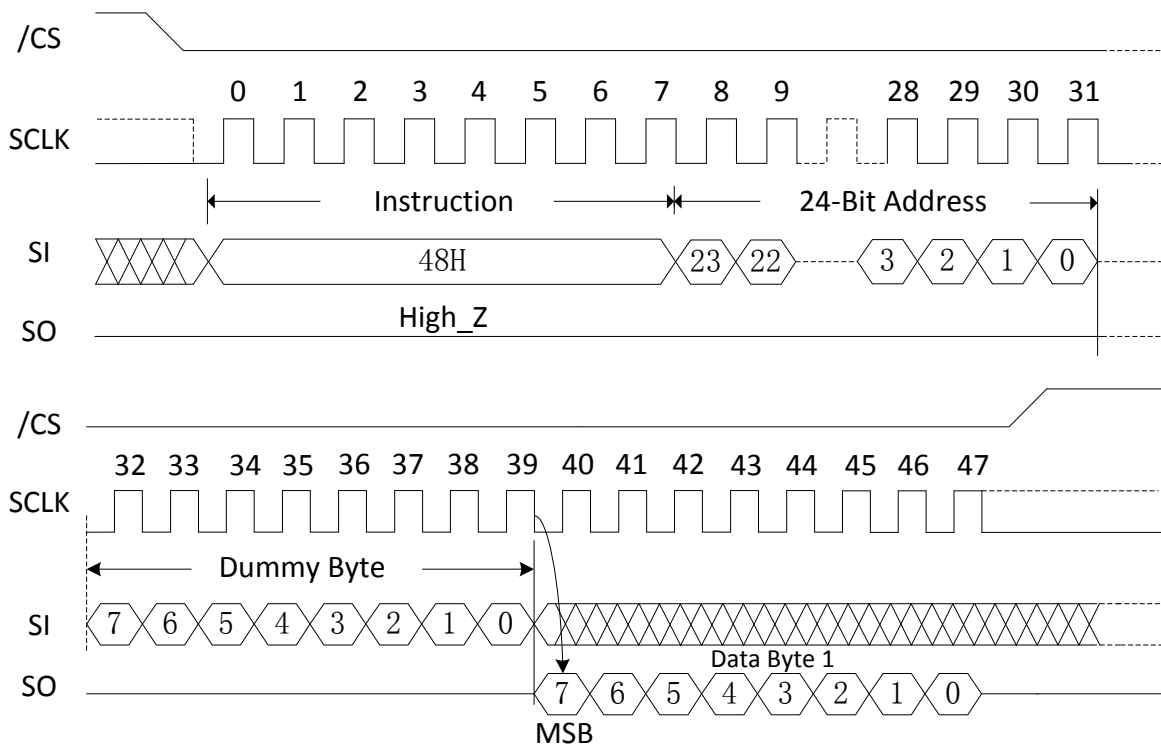 /CS
0 1 2 3 4 5 6 7 8 9 28 29 30 31
SCLK
Instruction 24-Bit Address
SI 48H 23 22 3 2 1 0
High_Z
SO
/CS
32 33 34 35 36 37 38 39 40 41 42 43 44 45 46 47
SCLK
Dummy Byte
SI 7 6 5 4 3 2 1 0
Data Byte 1
SO 7 6 5 4 3 2 1 0
MSB